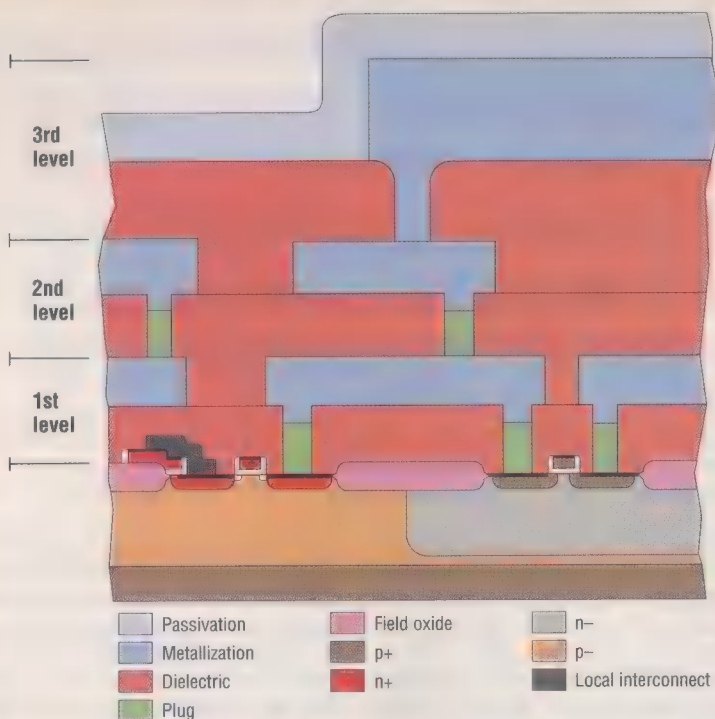 3rd
level
2nd
level
1st
level
Passivation
Metallization
Dielectric
Plug
Field oxide
p+
n+
n–
p–
Local interconnect